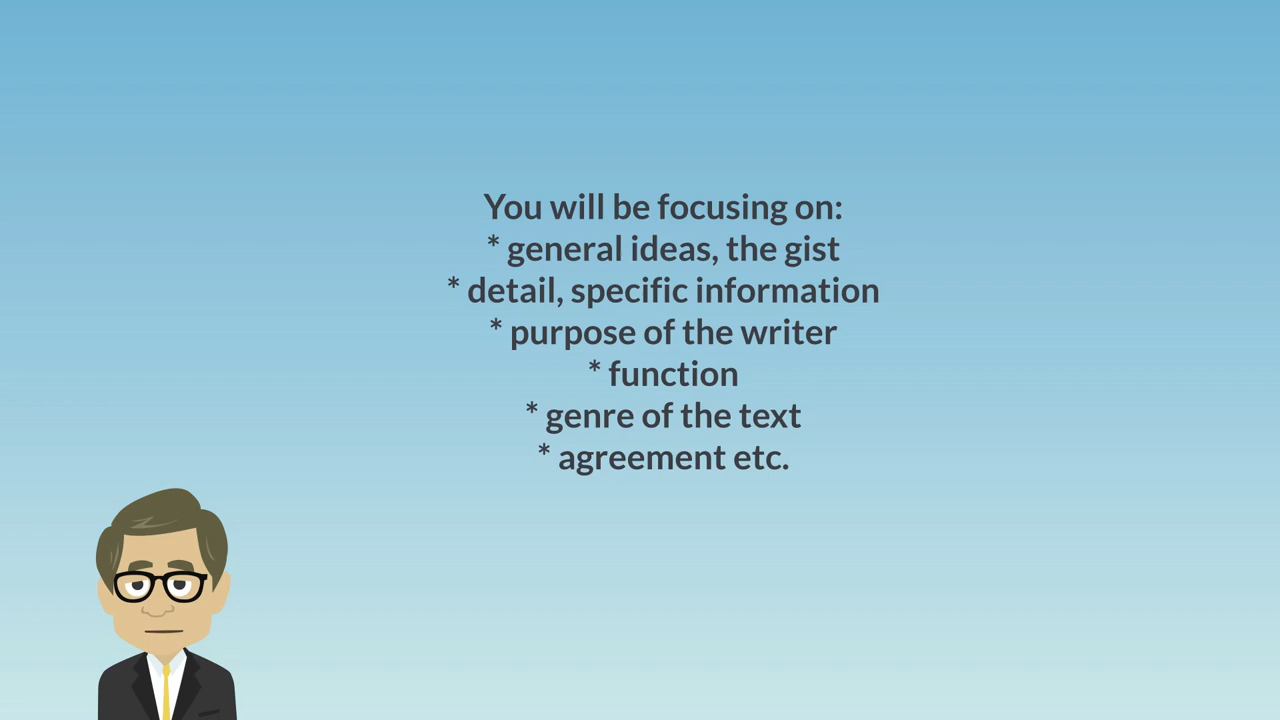 You will be focusing on:
* general ideas, the gist
* detail, specific information
* purpose of the writer
* function
* genre of the text
* agreement etc.